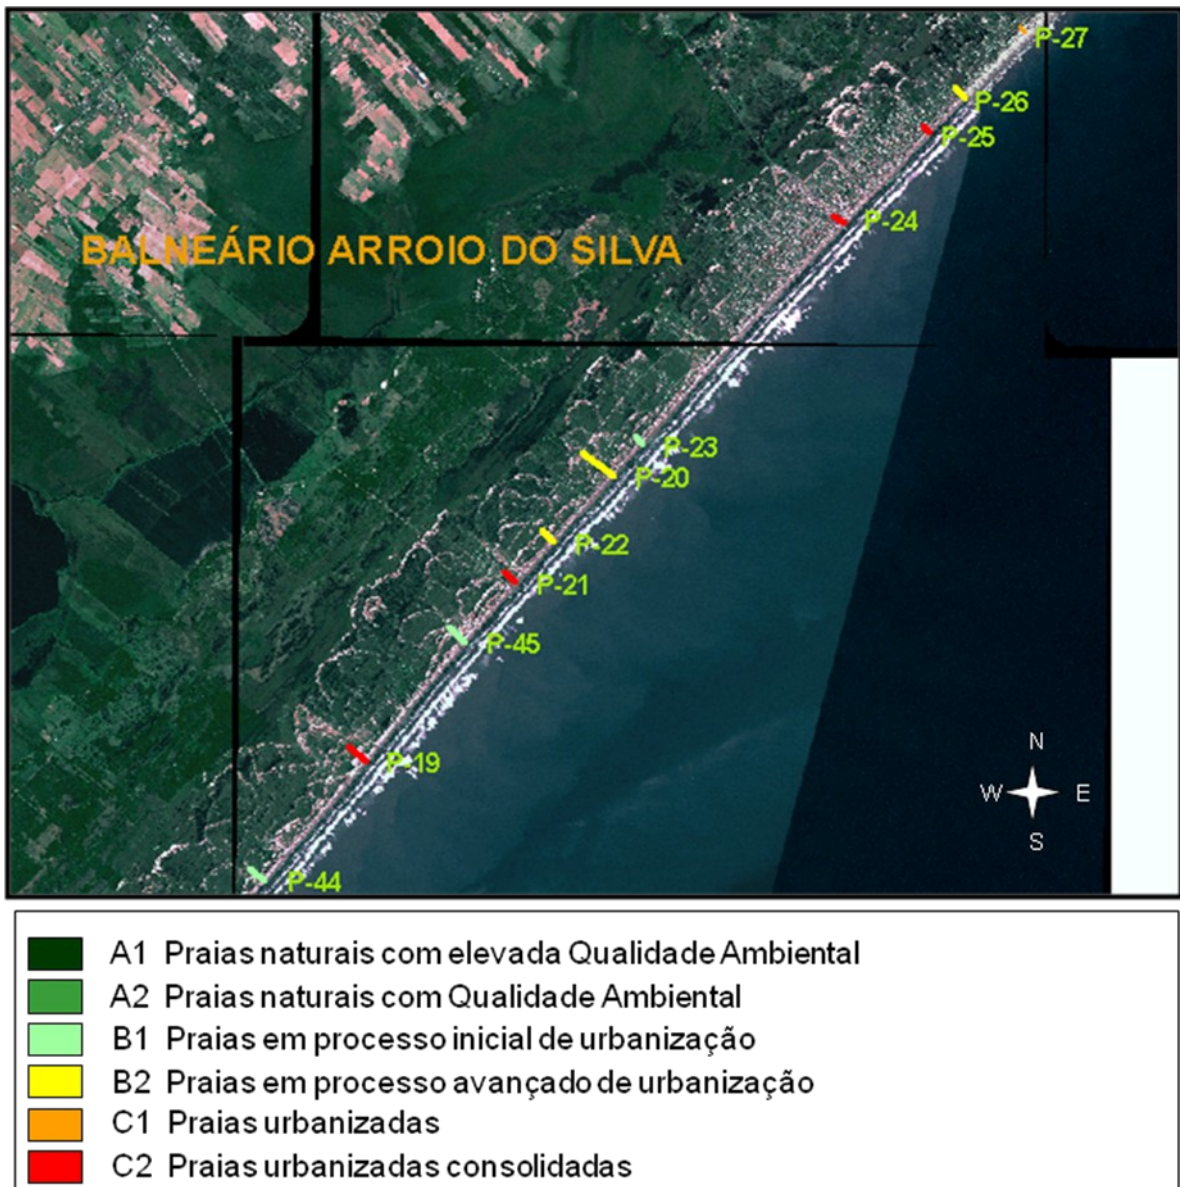 P-27
P-26
P-25
P-24
BALNEÁRIO ARROIO DO SILVA
P-23
P-20
P-22
P-21
P-45
N
W E
S
P-19
P-44
A1 Praias naturais com elevada Qualidade Ambiental
A2 Praias naturais com Qualidade Ambiental
B1 Praias em processo inicial de urbanização
B2 Praias em processo avançado de urbanização
C1 Praias urbanizadas
C2 Praias urbanizadas consolidadas